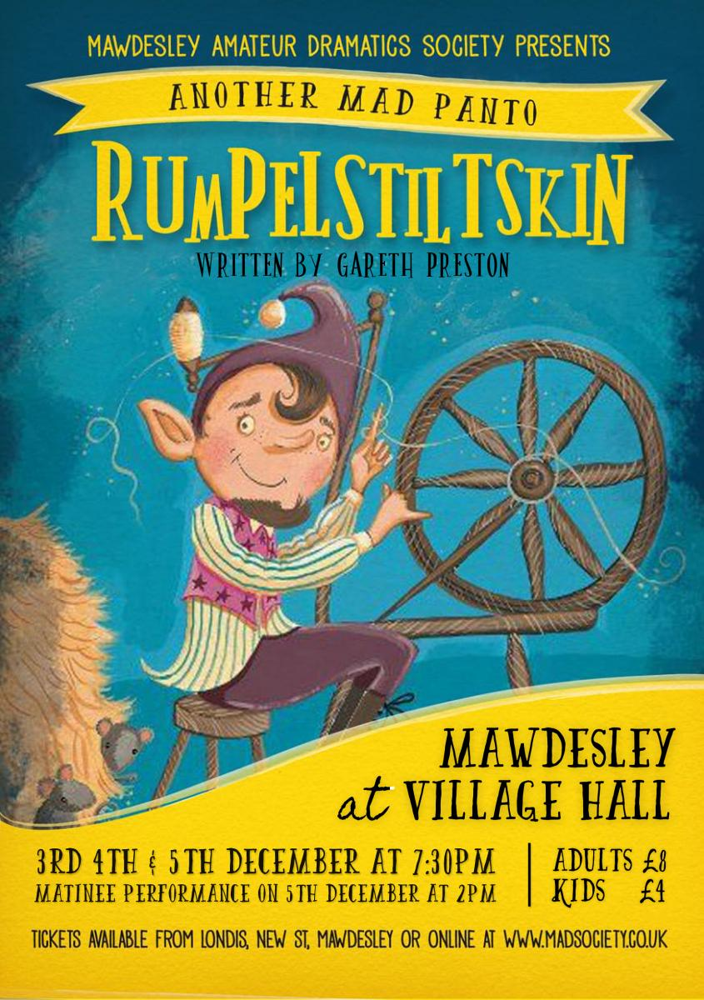 MAWDESLEY AMATEUR DRAMATICS SOCIETY PRESENTS
ANOTHER MAD PANTO
RUMPELSTILTSKIN
WRITTEN BY GARETH PRESTON
MAWDESLEY
at VILLAGE HALL
3RD 4TH & 5TH DECEMBER AT 7:30PM
MATINEE PERFORMANCE ON 5TH DECEMBER AT 2PM
ADULTS £8
KIDS £4
TICKETS AVAILABLE FROM LONDIS, NEW ST, MAWDESLEY OR ONLINE AT WWW.MADSOCIETY.CO.UK